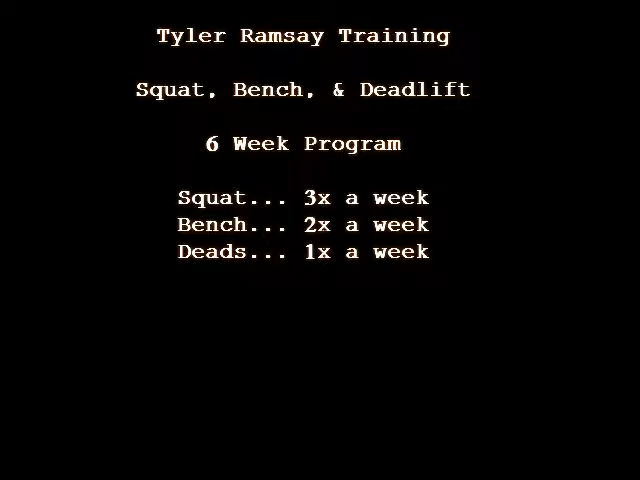 Tyler Ramsay Training
Squat, Bench, & Deadlift
6 Week Program
Squat... 3x a week
Bench... 2x a week
Deads... 1x a week